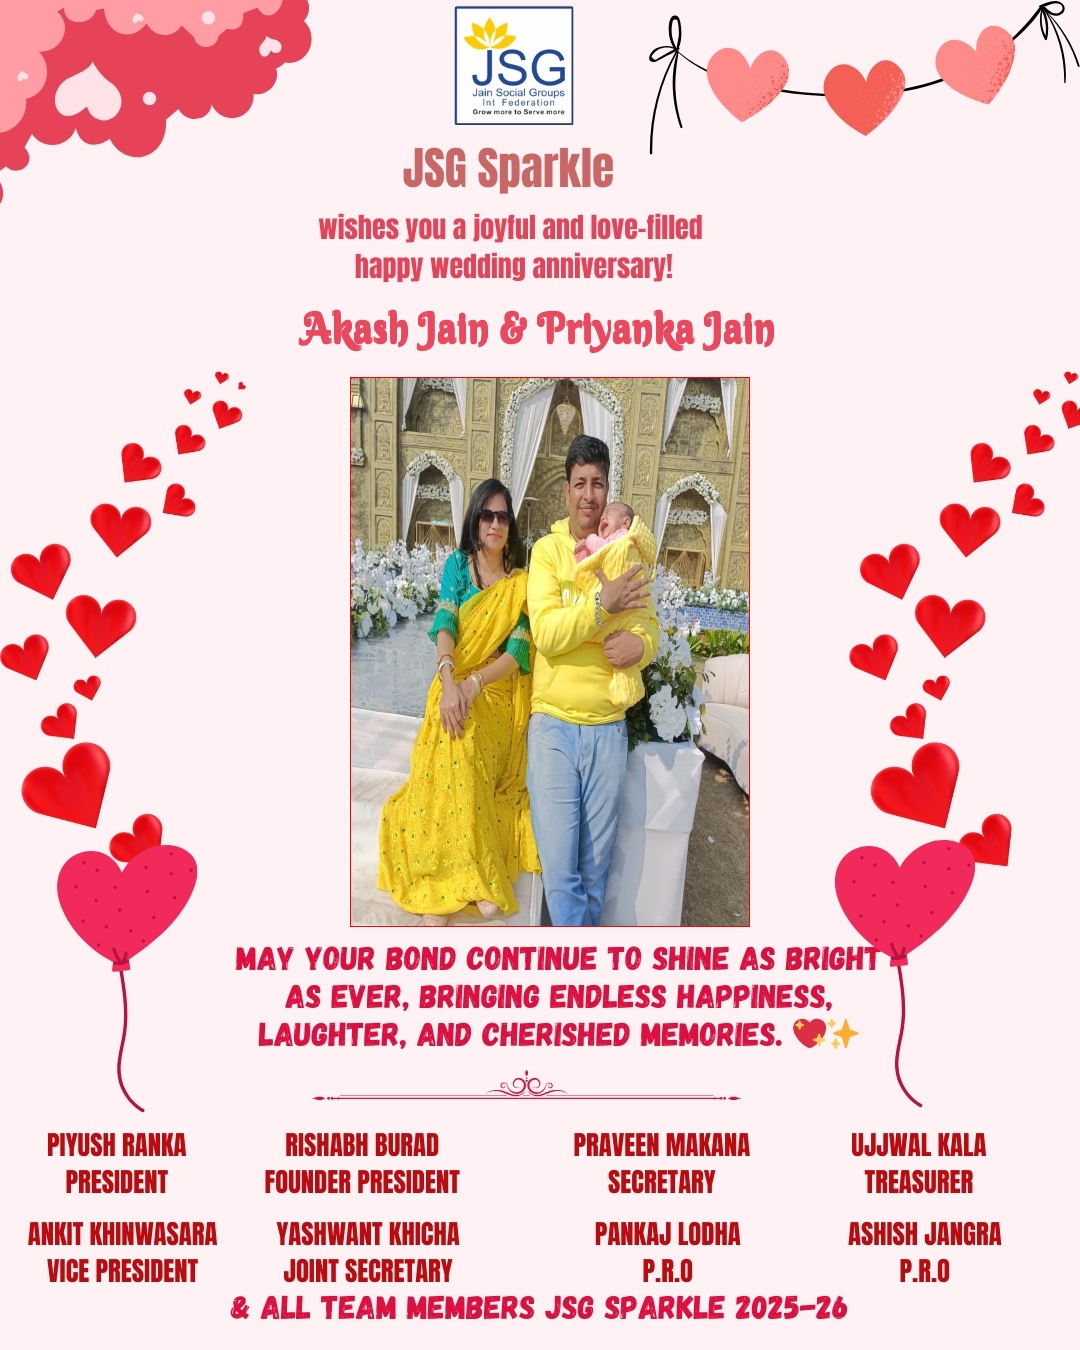 JSG
Jain Social Groups
Int Federation
Grow more to Serve more
JSG Sparkle
wishes you a joyful and love-filled
happy wedding anniversary!
Akash Jain & Priyanka Jain
MAY YOUR BOND CONTINUE TO SHINE AS BRIGHT
AS EVER, BRINGING ENDLESS HAPPINESS,
LAUGHTER, AND CHERISHED MEMORIES. 💖✨
PIYUSH RANKA
PRESIDENT
RISHABH BURAD
FOUNDER PRESIDENT
PRAVEEN MAKANA
SECRETARY
UJJWAL KALA
TREASURER
ANKIT KHINWASARA
VICE PRESIDENT
YASHWANT KHICHA
JOINT SECRETARY
PANKAJ LODHA
P.R.O
ASHISH JANGRA
P.R.O
& ALL TEAM MEMBERS JSG SPARKLE 2025-26